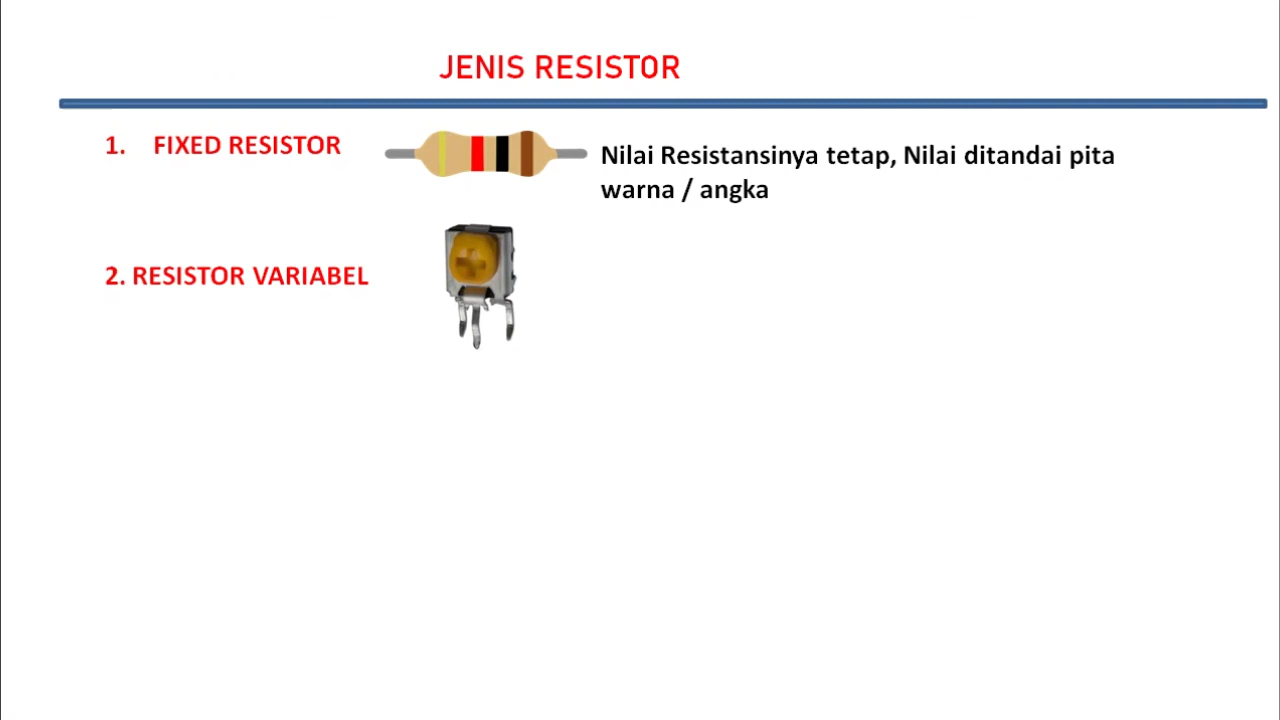 JENIS RESISTOR
1. FIXED RESISTOR
Nilai Resistansinya tetap, Nilai ditandai pita
warna / angka
2. RESISTOR VARIABEL